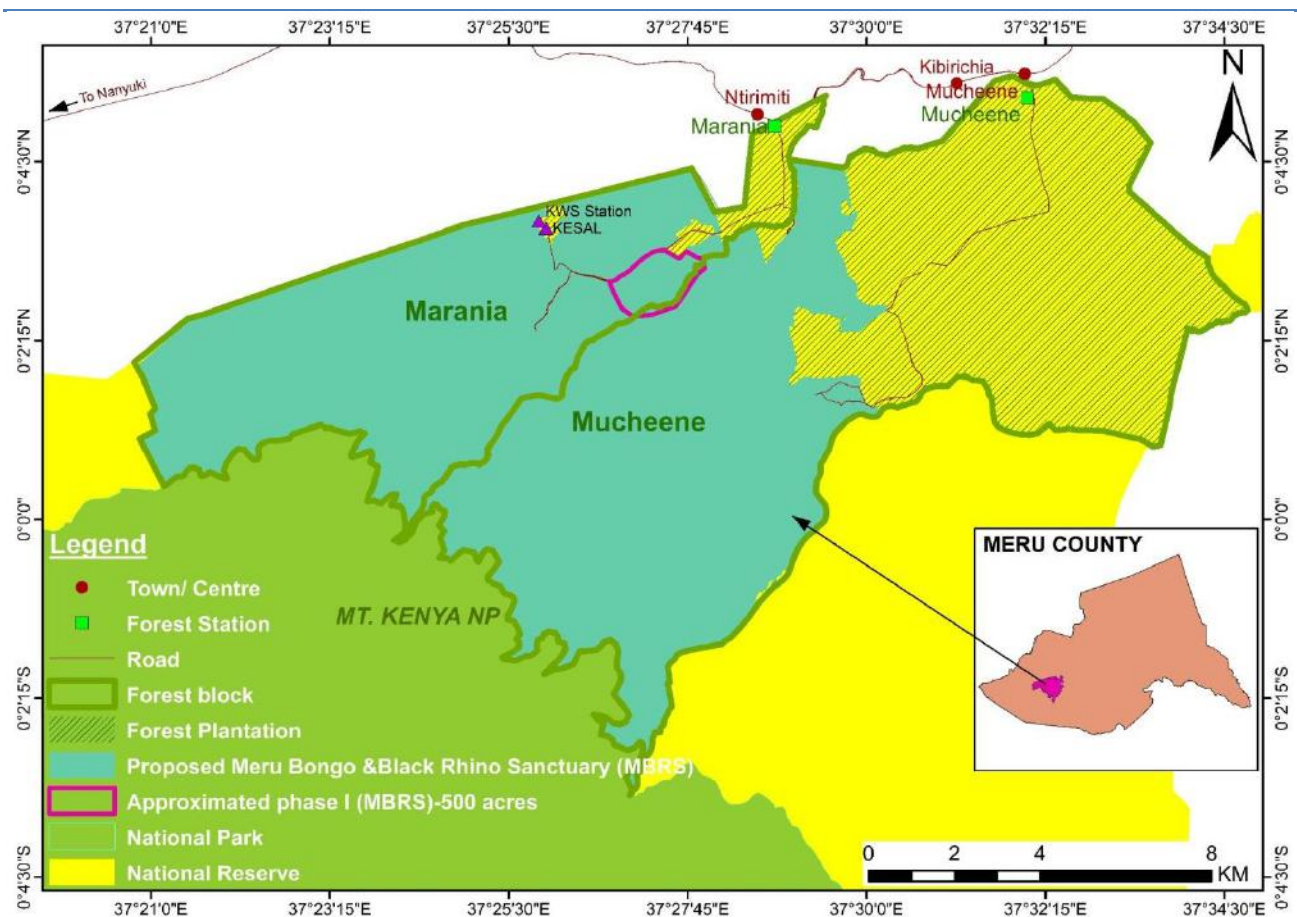 37°21'0"E 37°23'15"E 37°25'30"E 37°27'45"E 37°30'0"E 37°32'15"E 37°34'30"E
To Nanyuki
Kibirichia
Mucheene
Mucheene
Ntirimiti
Marania
N
0°4'30"N
0°4'30"N
KWS Station
KESAL
Marania
0°2'15"N
0°2'15"N
Mucheene
0°0'0"
0°0'0"
MT. KENYA NP
MERU COUNTY
0°2'15"S
0°2'15"S
0°4'30"S
0°4'30"S
Legend
Town/ Centre
Forest Station
Road
Forest block
Forest Plantation
Proposed Meru Bongo &Black Rhino Sanctuary (MBRS)
Approximated phase I (MBRS)-500 acres
National Park
National Reserve
0 2 4 8
KM
37°21'0"E 37°23'15"E 37°25'30"E 37°27'45"E 37°30'0"E 37°32'15"E 37°34'30"E